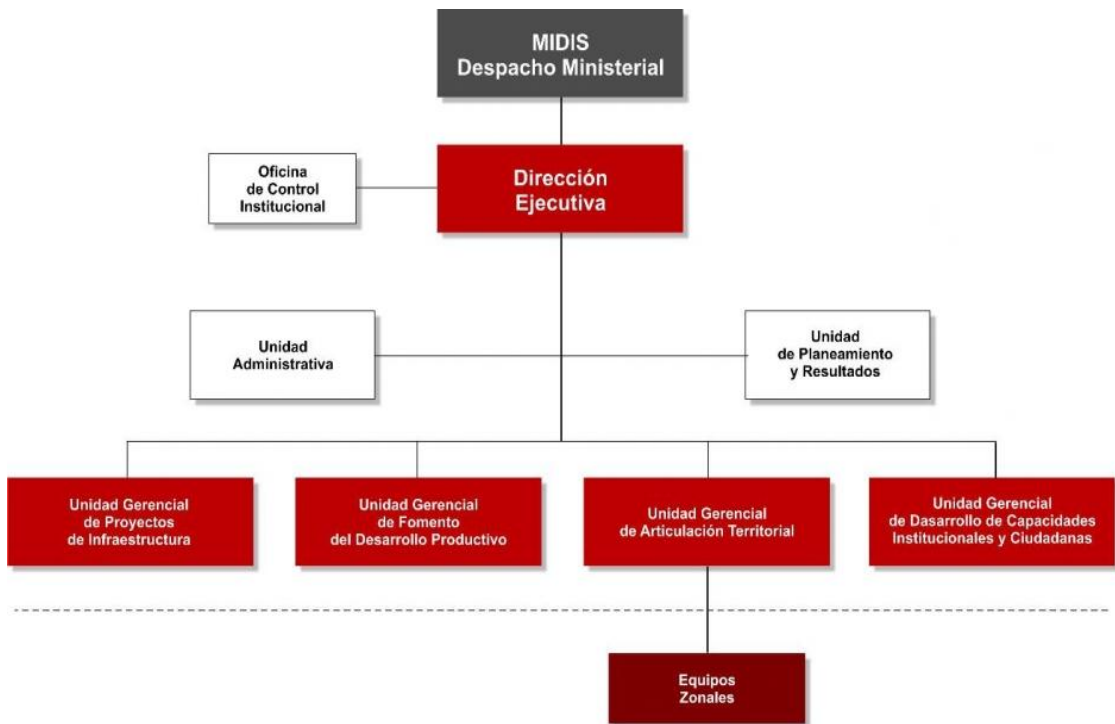 MIDIS
Despacho Ministerial
Oficina
de Control
Institucional
Dirección
Ejecutiva
Unidad
Administrativa
Unidad
de Planeamiento
y Resultados
Unidad Gerencial
de Proyectos
de Infraestructura
Unidad Gerencial
de Fomento
del Desarrollo Productivo
Unidad Gerencial
de Articulación Territorial
Unidad Gerencial
de Dasarrollo de Capacidades
Institucionales y Ciudadanas
Equipos
Zonales